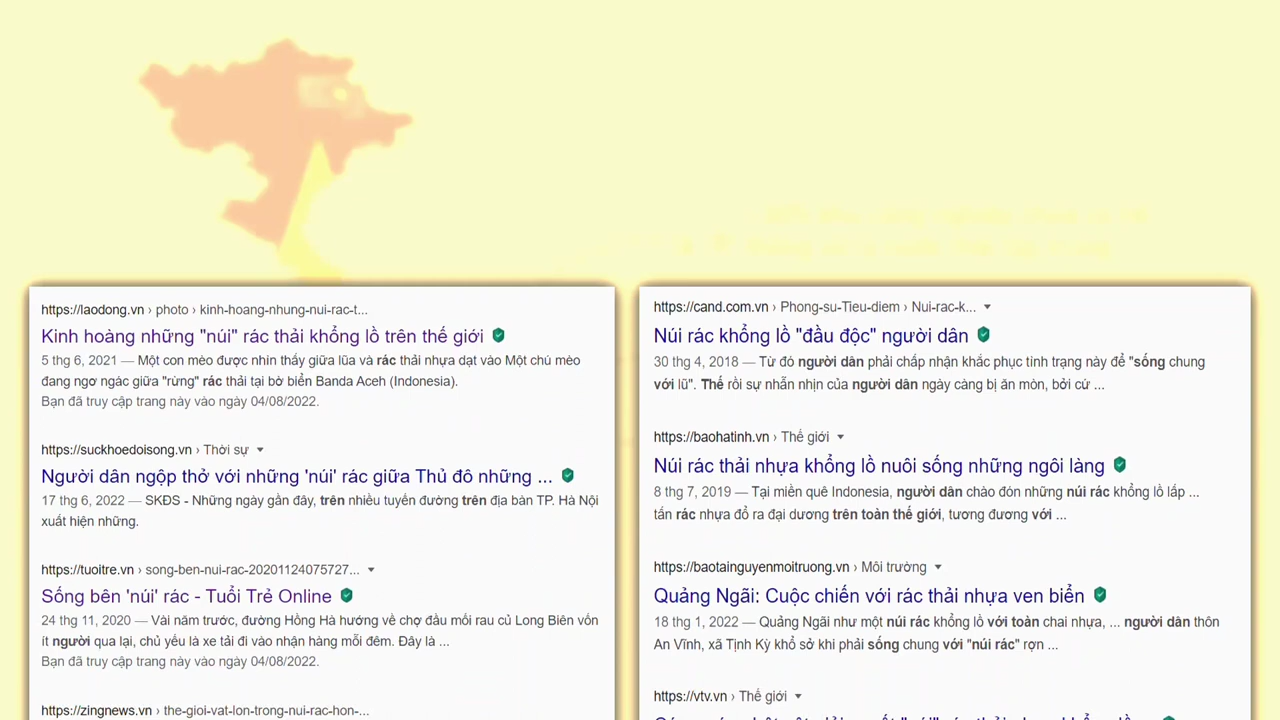 https://laodong.vn › photo › kinh-hoang-nhung-nui-rac-t...
Kinh hoàng những "núi" rác thải khổng lồ trên thế giới
5 thg 6, 2021 — Một con mèo được nhìn thấy giữa lũa và rác thải nhựa dạt vào Một chú mèo
đang ngơ ngác giữa "rừng" rác thải tại bờ biển Banda Aceh (Indonesia).
Bạn đã truy cập trang này vào ngày 04/08/2022.
https://suckhoedoisong.vn › Thời sự
Người dân ngộp thở với những 'núi' rác giữa Thủ đô những ...
17 thg 6, 2022 — SKĐS - Những ngày gần đây, trên nhiều tuyến đường trên địa bàn TP. Hà Nội
xuất hiện những.
https://tuoitre.vn › song-ben-nui-rac-20201124075727...
Sống bên 'núi' rác - Tuổi Trẻ Online
24 thg 11, 2020 — Vài năm trước, đường Hồng Hà hướng về chợ đầu mối rau củ Long Biên vốn
ít người qua lại, chủ yếu là xe tải đi vào nhận hàng mỗi đêm. Đây là ...
Bạn đã truy cập trang này vào ngày 04/08/2022.
https://zingnews.vn › the-gioi-vat-lon-trong-nui-rac-hon-...
https://cand.com.vn › Phong-su-Tieu-diem › Nui-rac-k...
Núi rác khổng lồ "đầu độc" người dân
30 thg 4, 2018 — Từ đó người dân phải chấp nhận khắc phục tình trạng này để "sống chung
với lũ". Thế rồi sự nhẫn nhịn của người dân ngày càng bị ăn mòn, bởi cứ ...
https://baohatinh.vn › Thế giới
Núi rác thải nhựa khổng lồ nuôi sống những ngôi làng
8 thg 7, 2019 — Tại miền quê Indonesia, người dân chào đón những núi rác khổng lồ lấp ...
tấn rác nhựa đổ ra đại dương trên toàn thế giới, tương đương với ...
https://baotainguyenmoitruong.vn › Môi trường
Quảng Ngãi: Cuộc chiến với rác thải nhựa ven biển
18 thg 1, 2022 — Quảng Ngãi như một núi rác khổng lồ với toàn chai nhựa, ... người dân thôn
An Vĩnh, xã Tịnh Kỳ khổ sở khi phải sống chung với "núi rác" rợn ...
https://vtv.vn › Thế giới